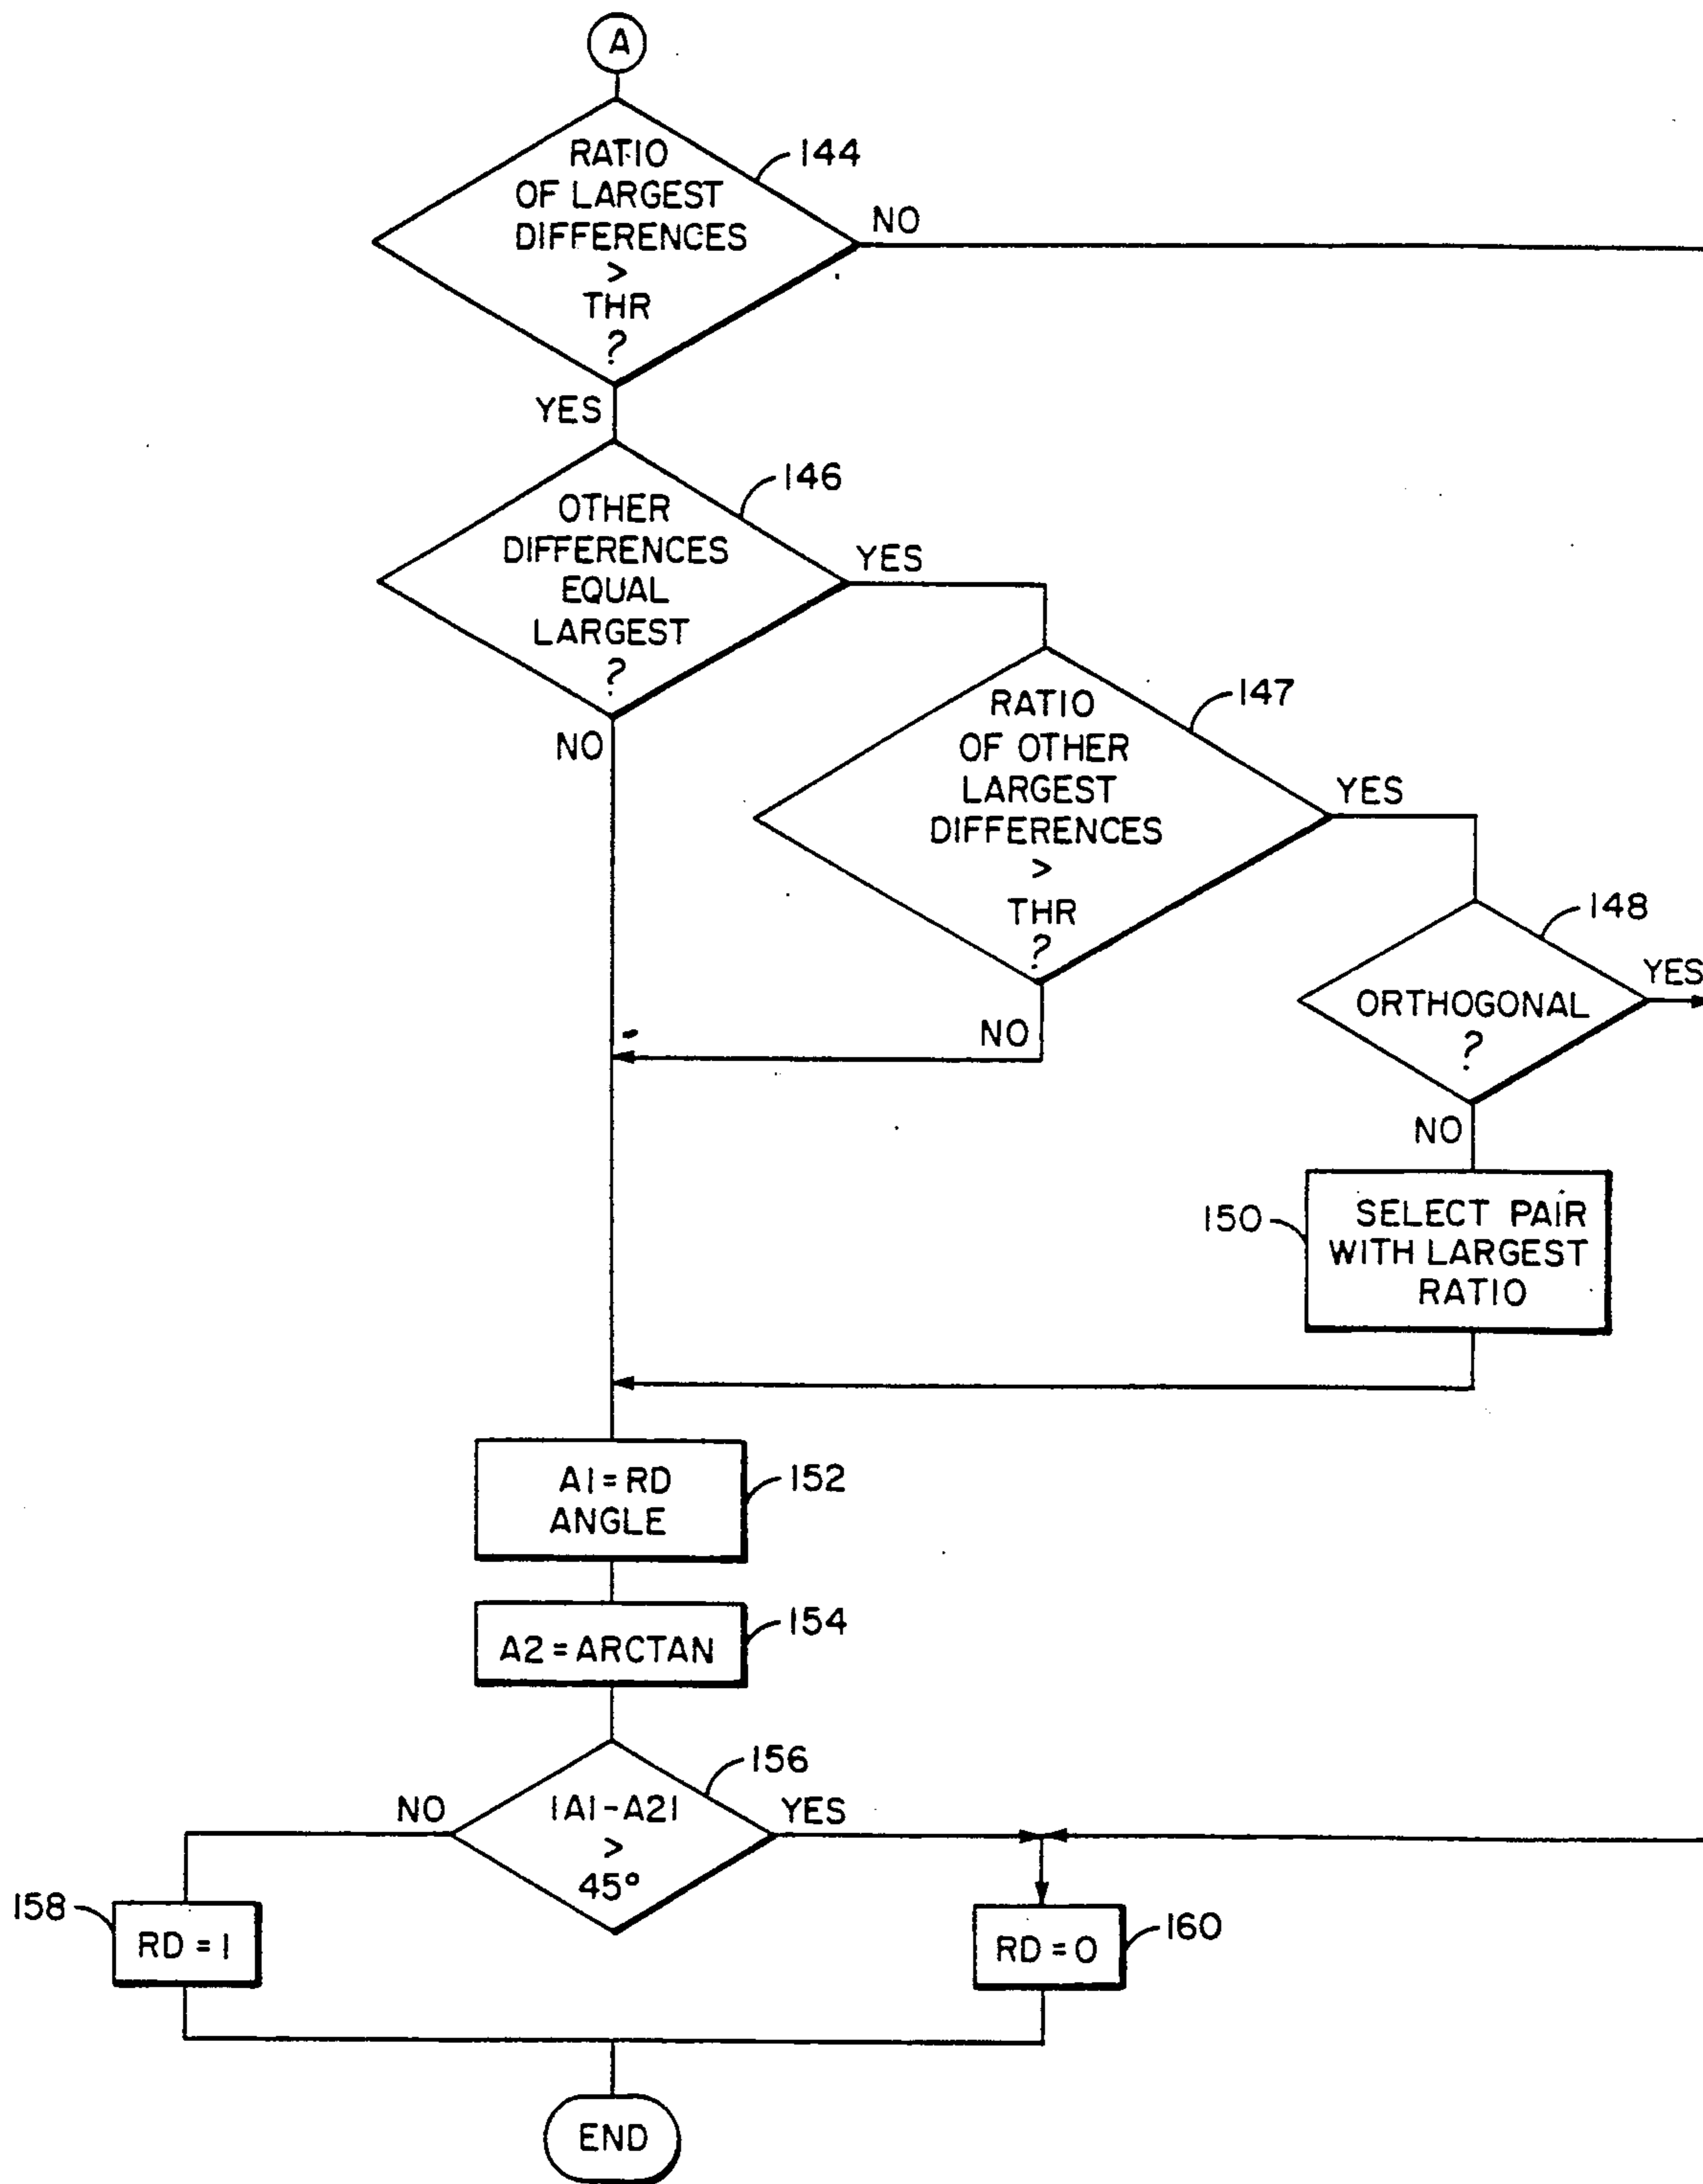 A
RATIO
OF LARGEST
DIFFERENCES
>
THR
?
144
NO
YES
OTHER
DIFFERENCES
EQUAL
LARGEST
?
146
YES
NO
RATIO
OF OTHER
LARGEST
DIFFERENCES
>
THR
?
147
YES
NO
ORTHOGONAL
?
148
YES
NO
150
SELECT PAIR
WITH LARGEST
RATIO
A1=RD
ANGLE
152
A2=ARCTAN
154
|A1-A2|
>
45°
156
NO
YES
158
RD=1
RD=0
160
END